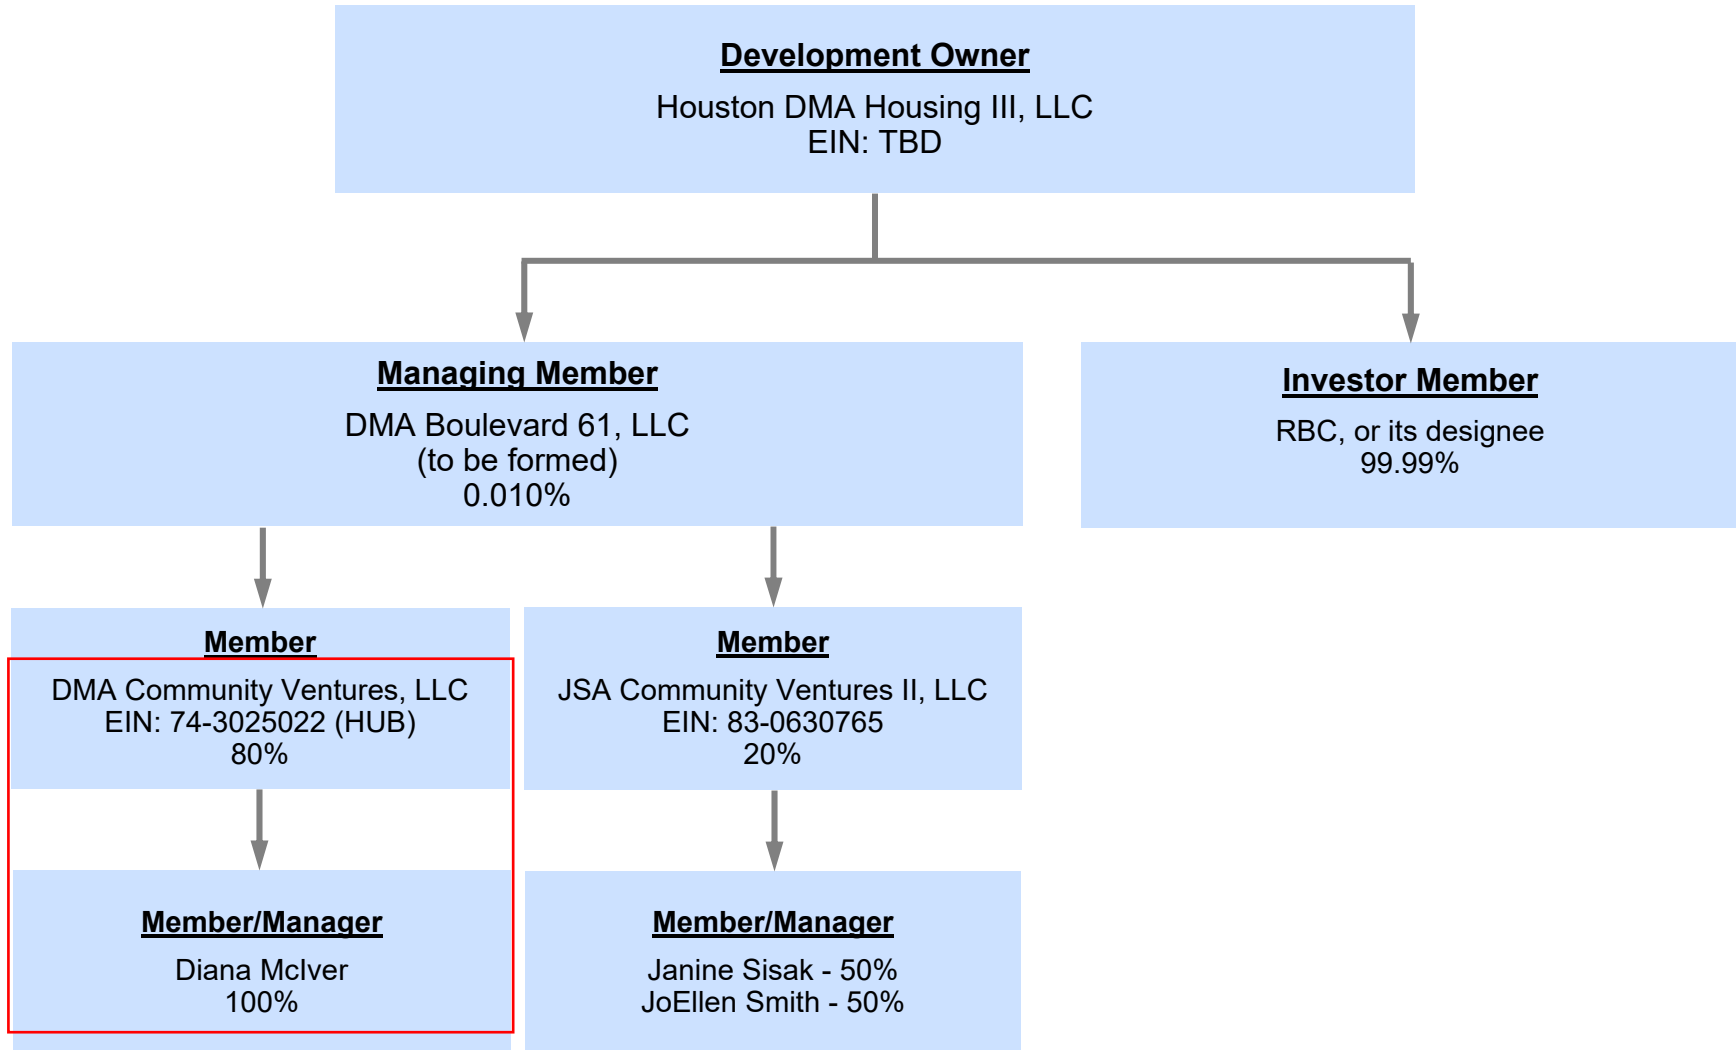 Development Owner
Houston DMA Housing III, LLC
EIN: TBD
Managing Member
DMA Boulevard 61, LLC
(to be formed)
0.010%
Investor Member
RBC, or its designee
99.99%
Member
DMA Community Ventures, LLC
EIN: 74-3025022 (HUB)
80%
Member
JSA Community Ventures II, LLC
EIN: 83-0630765
20%
Member/Manager
Diana McIver
100%
Member/Manager
Janine Sisak - 50%
JoEllen Smith - 50%